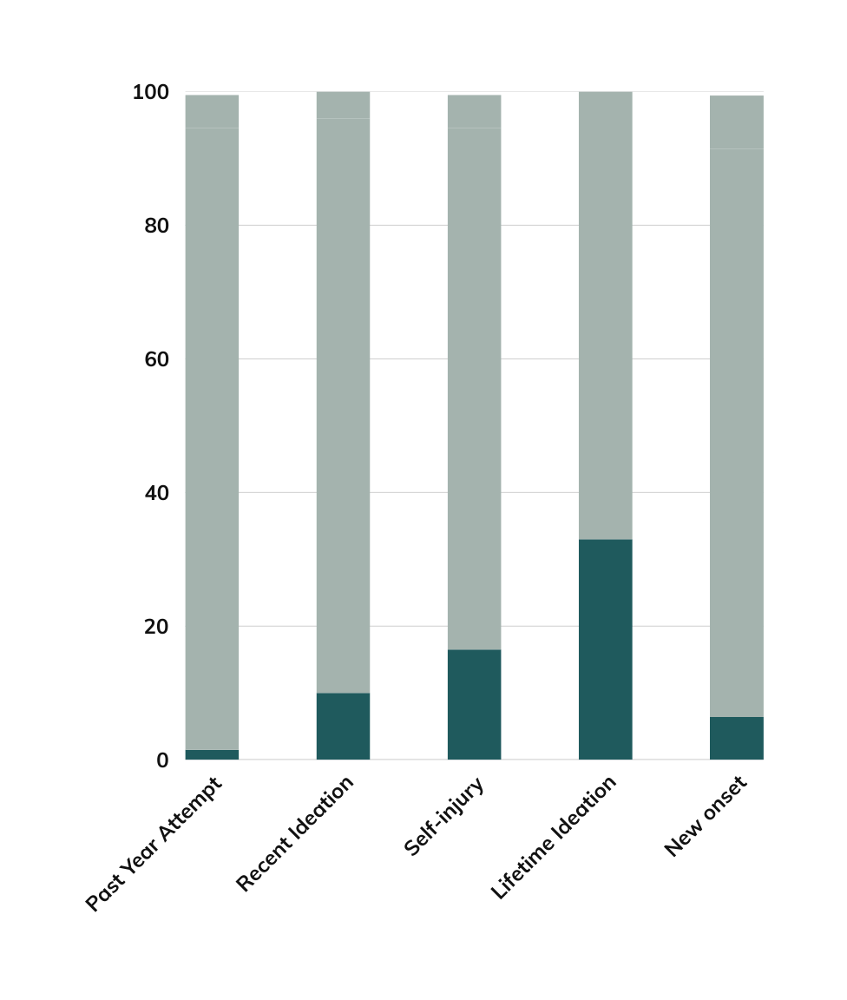 100
80
60
40
20
0
Past Year Attempt
Recent Ideation
Self-injury
Lifetime Ideation
New onset